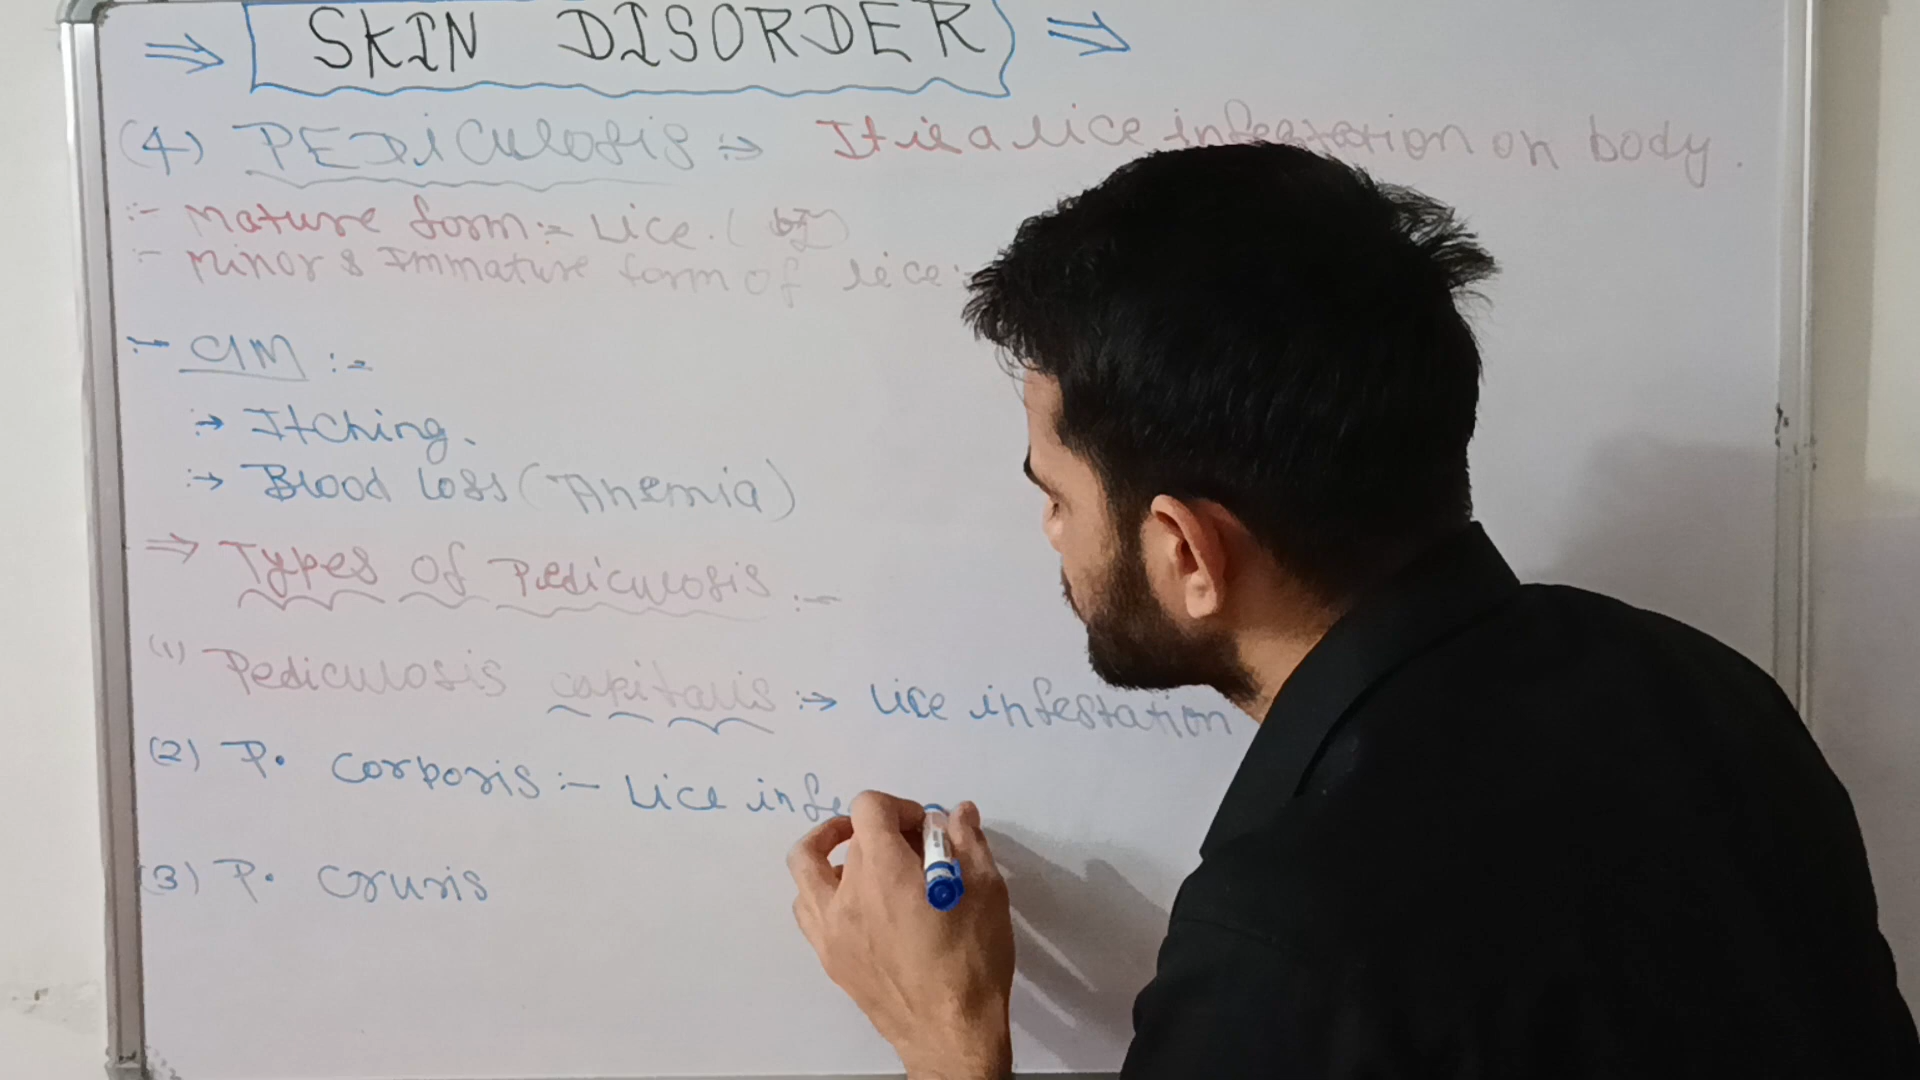 ⇒ SKIN DISORDER ⇒
(4) PEDiCulosis :→ It is a lice infestation on body.
:- Mature form :- Lice. (
:- Minor & Immature form of lice :-
:- C/M :-
:→ Itching.
:→ Blood loss (Anemia)
⇒ Types of Pediculosis :-
(1) Pediculosis capitalis :→ Lice infestation
(2) P. corporis :- Lice infe
(3) P. cruris